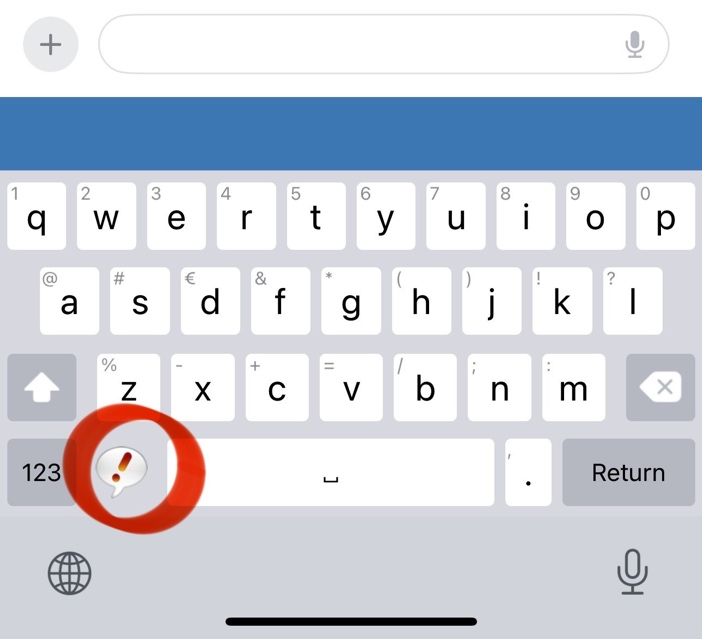 +
1 2 3 4 5 6 7 8 9 0
q w e r t y u i o p
@ # € & * ( ) ! ?
a s d f g h j k l
% - + = / ; :
z x c v b n m
123 ! ␣ , . Return